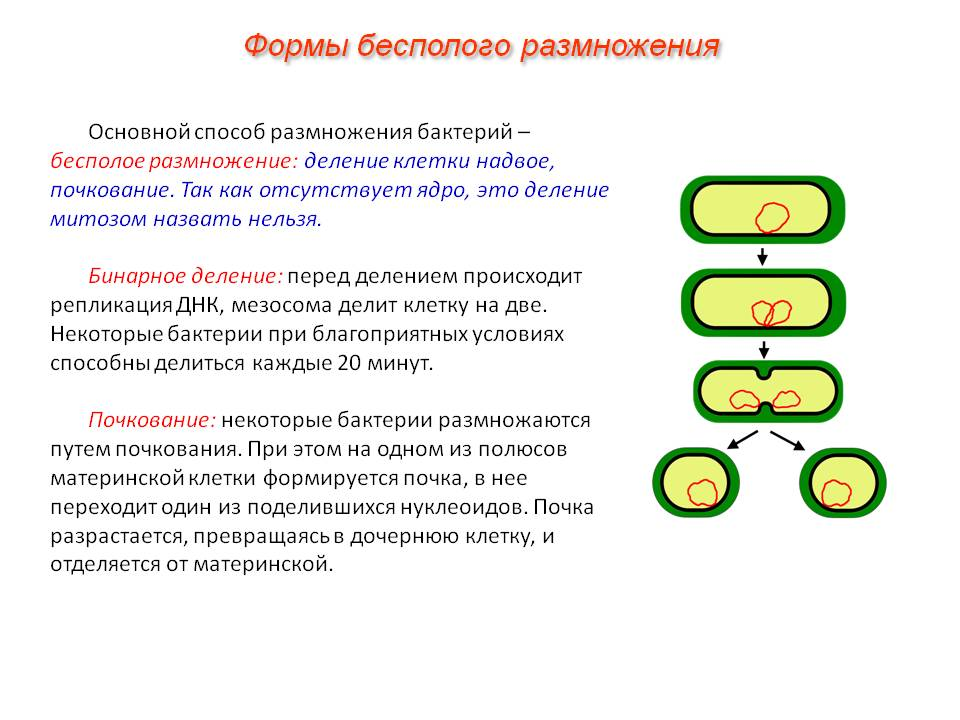 Формы бесполого размножения
Основной способ размножения бактерий –
бесполое размножение: деление клетки надвое,
почкование. Так как отсутствует ядро, это деление
митозом назвать нельзя.
Бинарное деление: перед делением происходит
репликация ДНК, мезосома делит клетку на две.
Некоторые бактерии при благоприятных условиях
способны делиться каждые 20 минут.
Почкование: некоторые бактерии размножаются
путем почкования. При этом на одном из полюсов
материнской клетки формируется почка, в нее
переходит один из поделившихся нуклеоидов. Почка
разрастается, превращаясь в дочернюю клетку, и
отделяется от материнской.